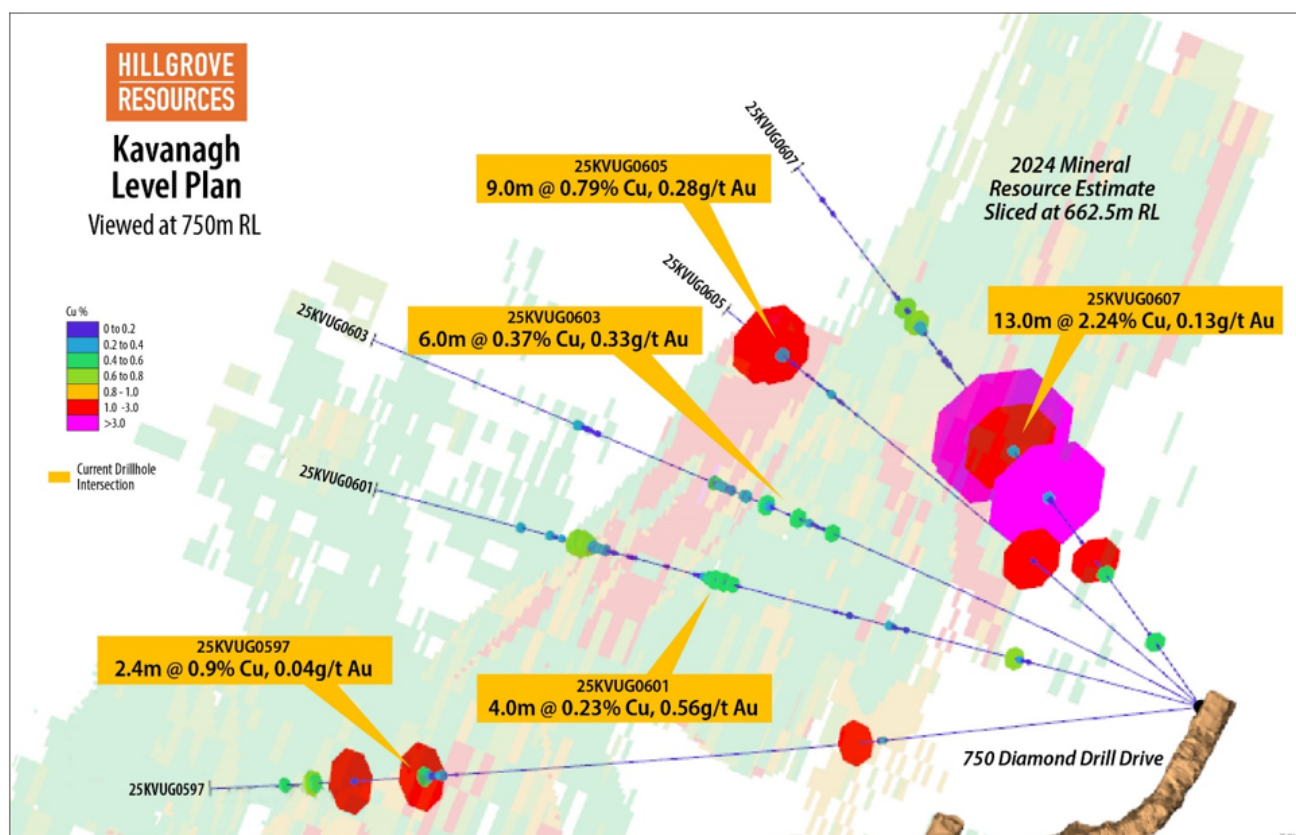 HILLGROVE
RESOURCES
Kavanagh
Level Plan
Viewed at 750m RL
Cu %
0 to 0.2
0.2 to 0.4
0.4 to 0.6
0.6 to 0.8
0.8 - 1.0
1.0 -3.0
>3.0
Current Drillhole
Intersection
25KVUG0605
9.0m @ 0.79% Cu, 0.28g/t Au
25KVUG0607
2024 Mineral
Resource Estimate
Sliced at 662.5m RL
25KVUG0605
25KVUG0603
25KVUG0603
6.0m @ 0.37% Cu, 0.33g/t Au
25KVUG0607
13.0m @ 2.24% Cu, 0.13g/t Au
25KVUG0601
25KVUG0597
2.4m @ 0.9% Cu, 0.04g/t Au
25KVUG0601
4.0m @ 0.23% Cu, 0.56g/t Au
750 Diamond Drill Drive
25KVUG0597